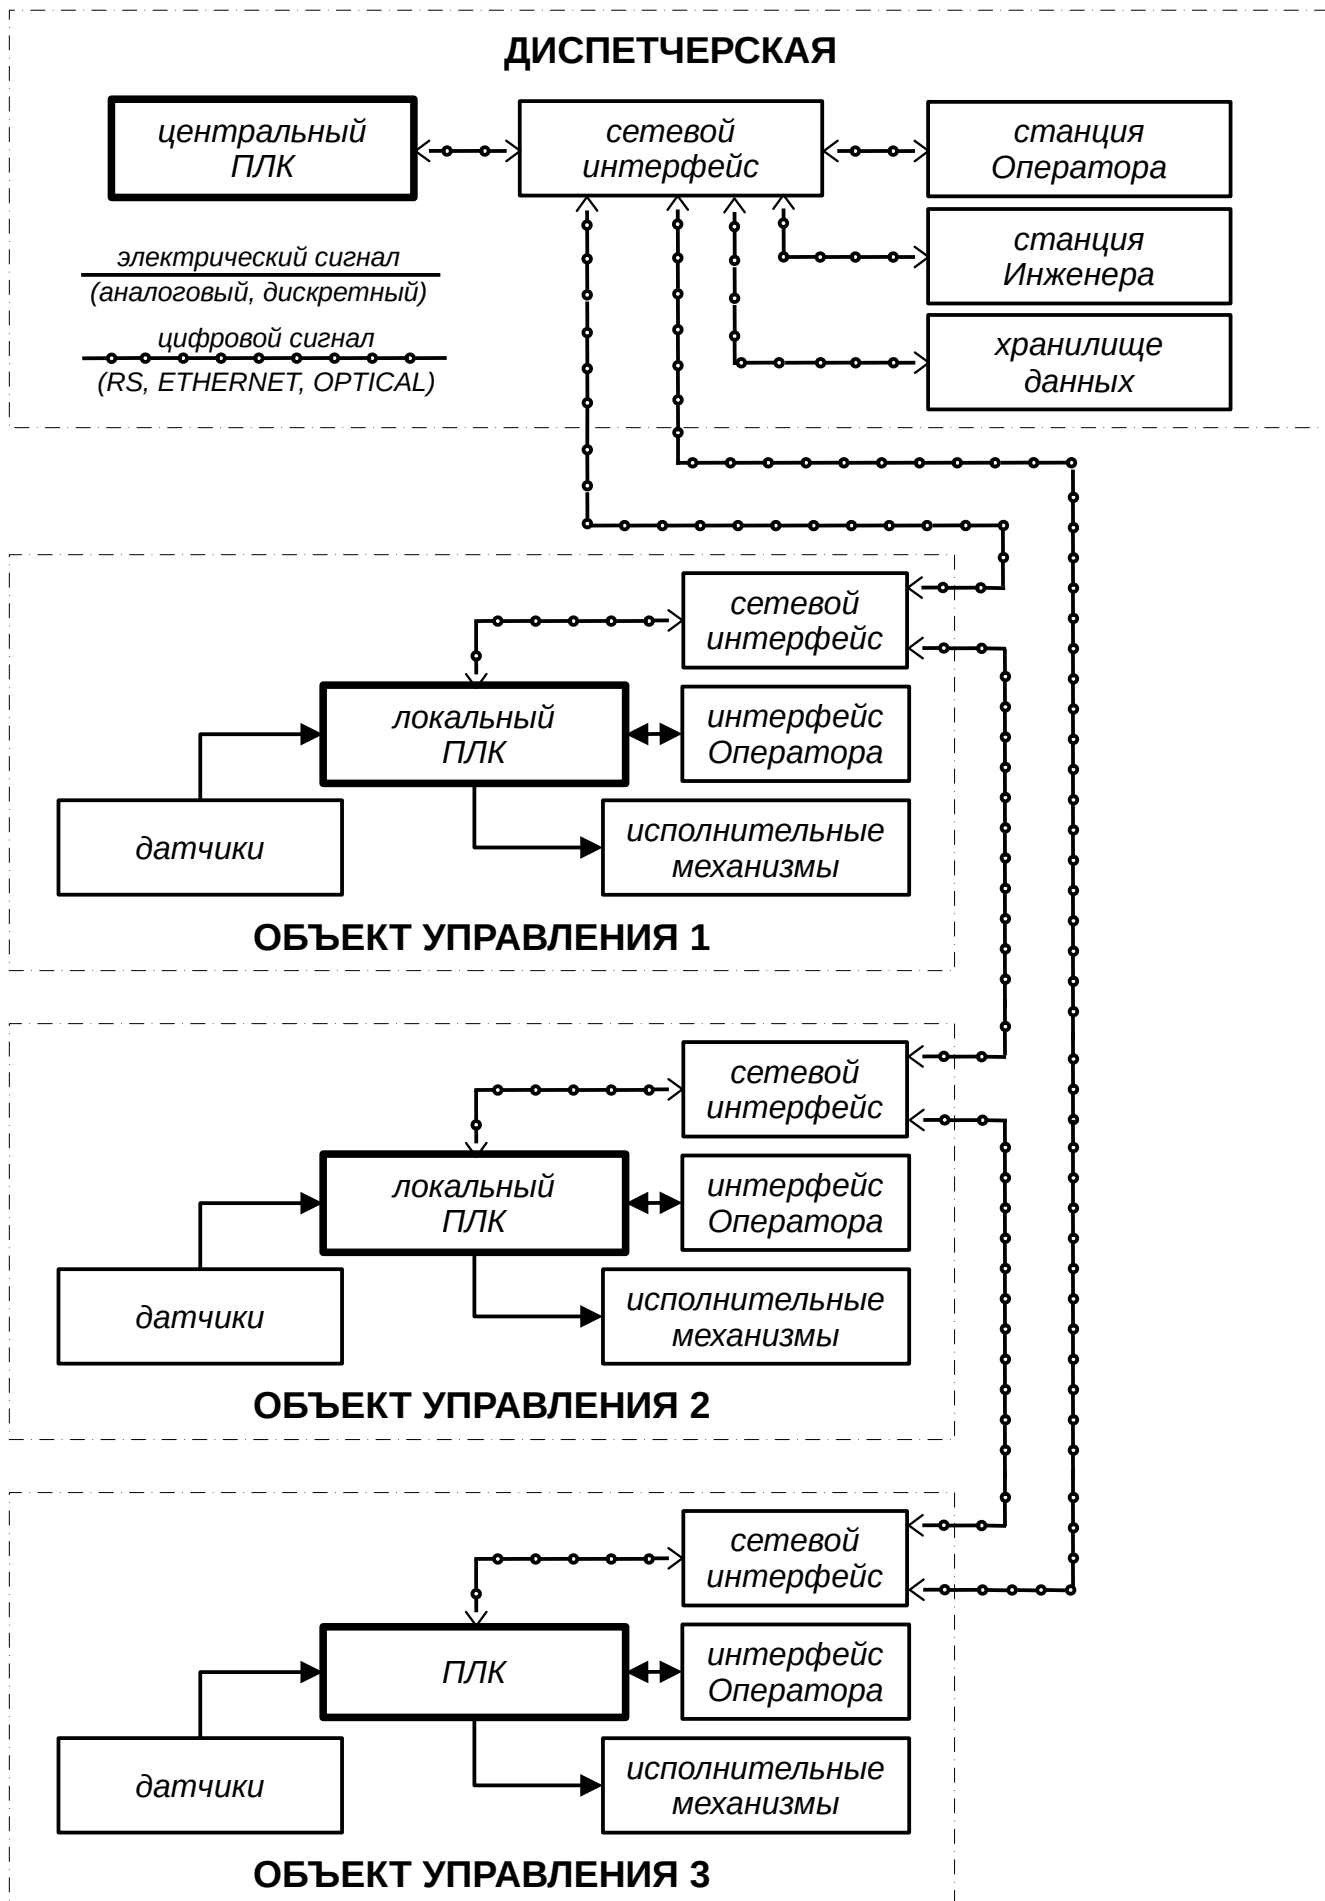 ДИСПЕТЧЕРСКАЯ
центральный
ПЛК
сетевой
интерфейс
станция
Оператора
станция
Инженера
хранилище
данных
электрический сигнал
(аналоговый, дискретный)
цифровой сигнал
(RS, ETHERNET, OPTICAL)
сетевой
интерфейс
локальный
ПЛК
интерфейс
Оператора
датчики
исполнительные
механизмы
ОБЪЕКТ УПРАВЛЕНИЯ 1
сетевой
интерфейс
локальный
ПЛК
интерфейс
Оператора
датчики
исполнительные
механизмы
ОБЪЕКТ УПРАВЛЕНИЯ 2
сетевой
интерфейс
ПЛК
интерфейс
Оператора
датчики
исполнительные
механизмы
ОБЪЕКТ УПРАВЛЕНИЯ 3